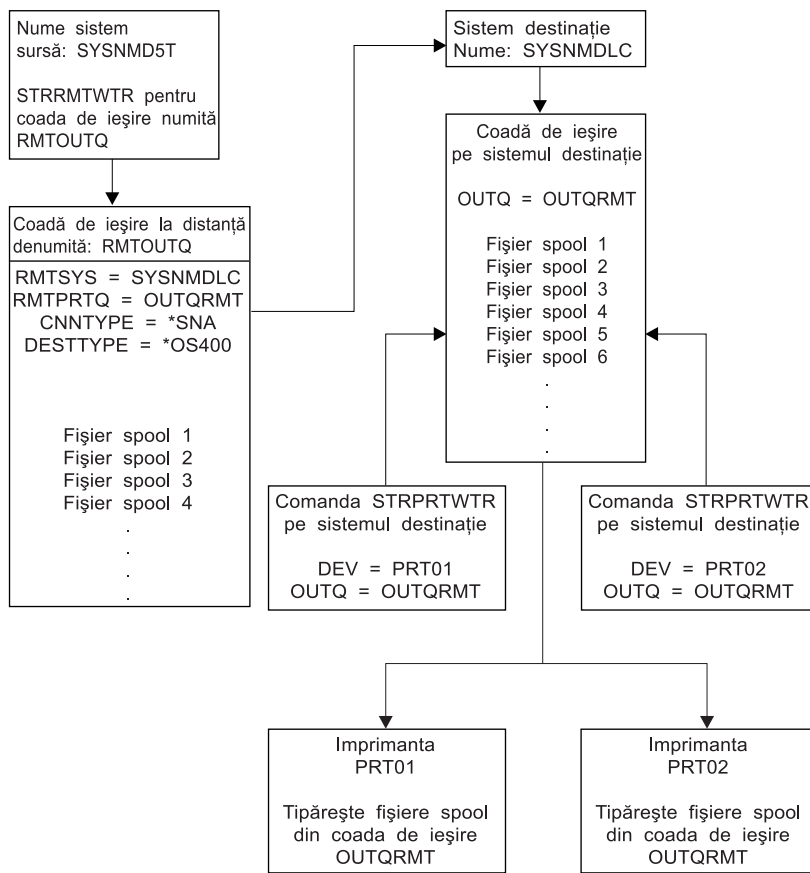 Nume sistem
sursă: SYSNMD5T
STRRMTWTR pentru
coada de ieşire numită
RMTOUTQ
Coadă de ieşire la distanţă
denumită: RMTOUTQ
RMTSYS = SYSNMDLC
RMTPRTQ = OUTQRMT
CNNTYPE = *SNA
DESTTYPE = *OS400
Fişier spool 1
Fişier spool 2
Fişier spool 3
Fişier spool 4
.
.
.
.
Sistem destinaţie
Nume: SYSNMDLC
Coadă de ieşire
pe sistemul destinaţie
OUTQ = OUTQRMT
Fişier spool 1
Fişier spool 2
Fişier spool 3
Fişier spool 4
Fişier spool 5
Fişier spool 6
.
.
.
.
Comanda STRPRTWTR
pe sistemul destinaţie
DEV = PRT01
OUTQ = OUTQRMT
Comanda STRPRTWTR
pe sistemul destinaţie
DEV = PRT02
OUTQ = OUTQRMT
Imprimanta
PRT01
Tipăreşte fişiere spool
din coada de ieşire
OUTQRMT
Imprimanta
PRT02
Tipăreşte fişiere spool
din coada de ieşire
OUTQRMT